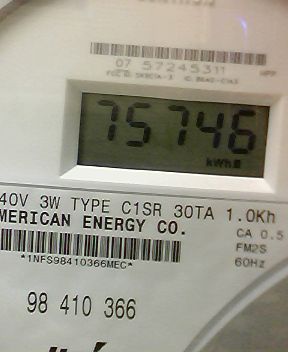 07 57245311
75746
kWh
40V 3W TYPE C1SR 30TA 1.0Kh
MERICAN ENERGY CO.
CA 0.5
FM2S
*1NFS98410366MEC*
60Hz
98 410 366